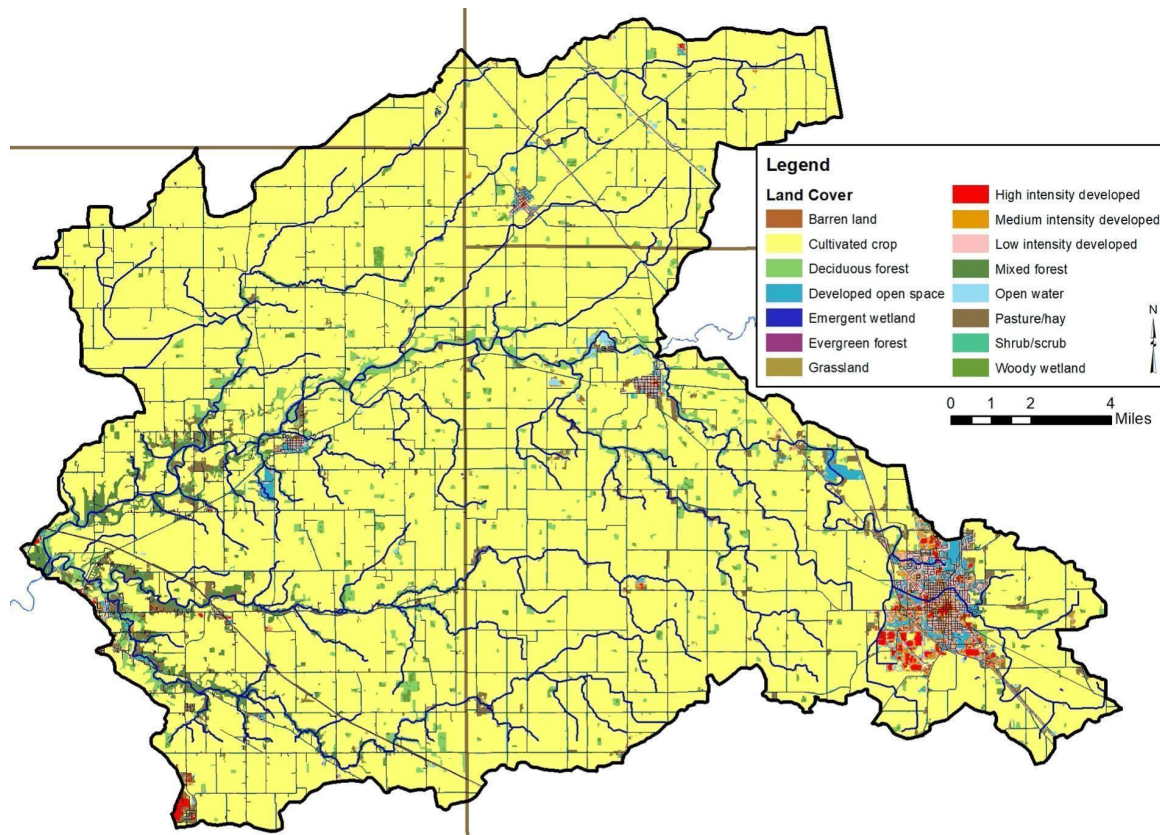 Legend
Land Cover
Barren land
Cultivated crop
Deciduous forest
Developed open space
Emergent wetland
Evergreen forest
Grassland
High intensity developed
Medium intensity developed
Low intensity developed
Mixed forest
Open water
Pasture/hay
Shrub/scrub
Woody wetland
N
0 1 2 4
Miles